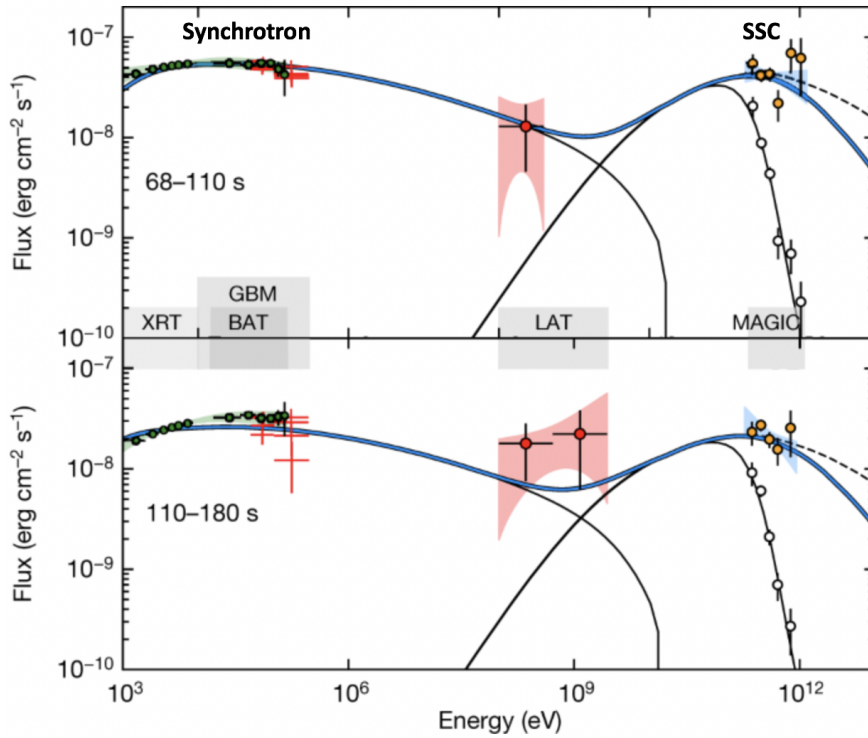 Synchrotron SSC
10⁻⁷
10⁻⁸
10⁻⁹
10⁻¹⁰
Flux (erg cm⁻² s⁻¹)
68–110 s
GBM
XRT BAT LAT MAGIC
10⁻⁷
10⁻⁸
10⁻⁹
10⁻¹⁰
Flux (erg cm⁻² s⁻¹)
110–180 s
10³ 10⁶ 10⁹ 10¹²
Energy (eV)